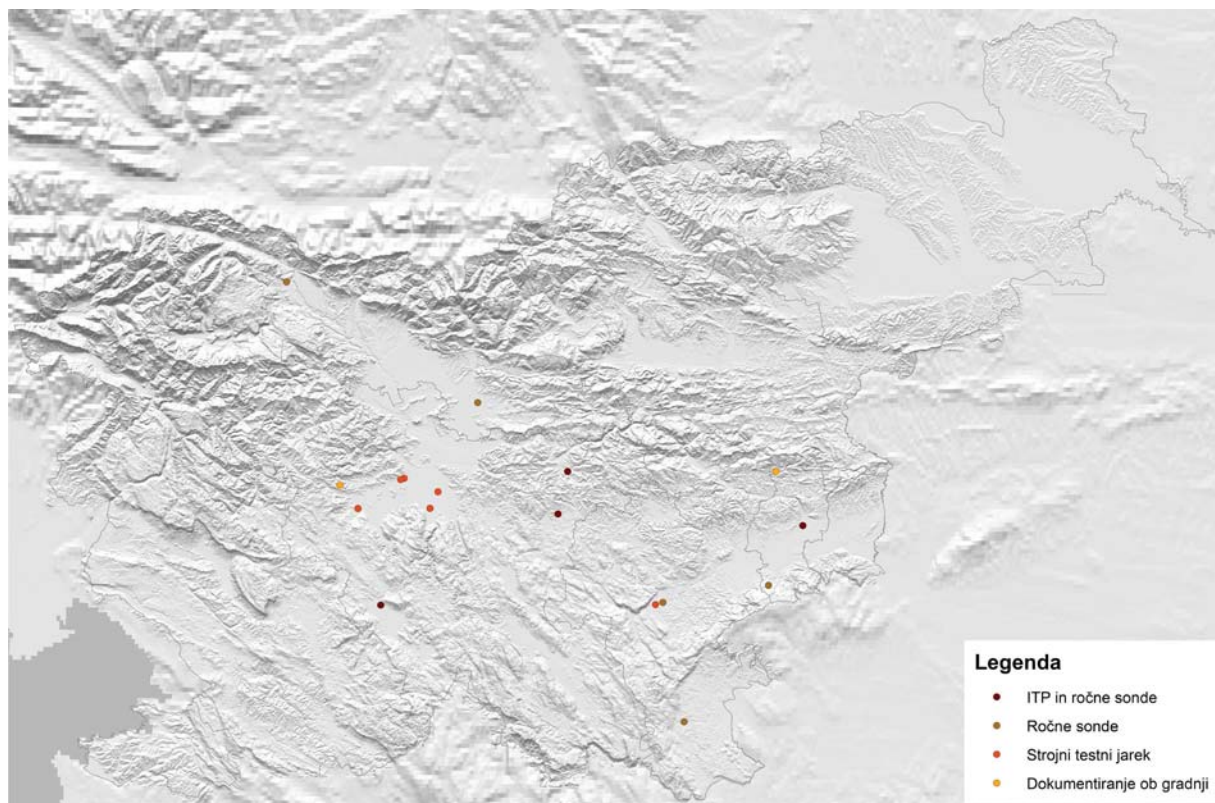 Legenda
ITP in ročne sonde
Ročne sonde
Strojni testni jarek
Dokumentiranje ob gradnji